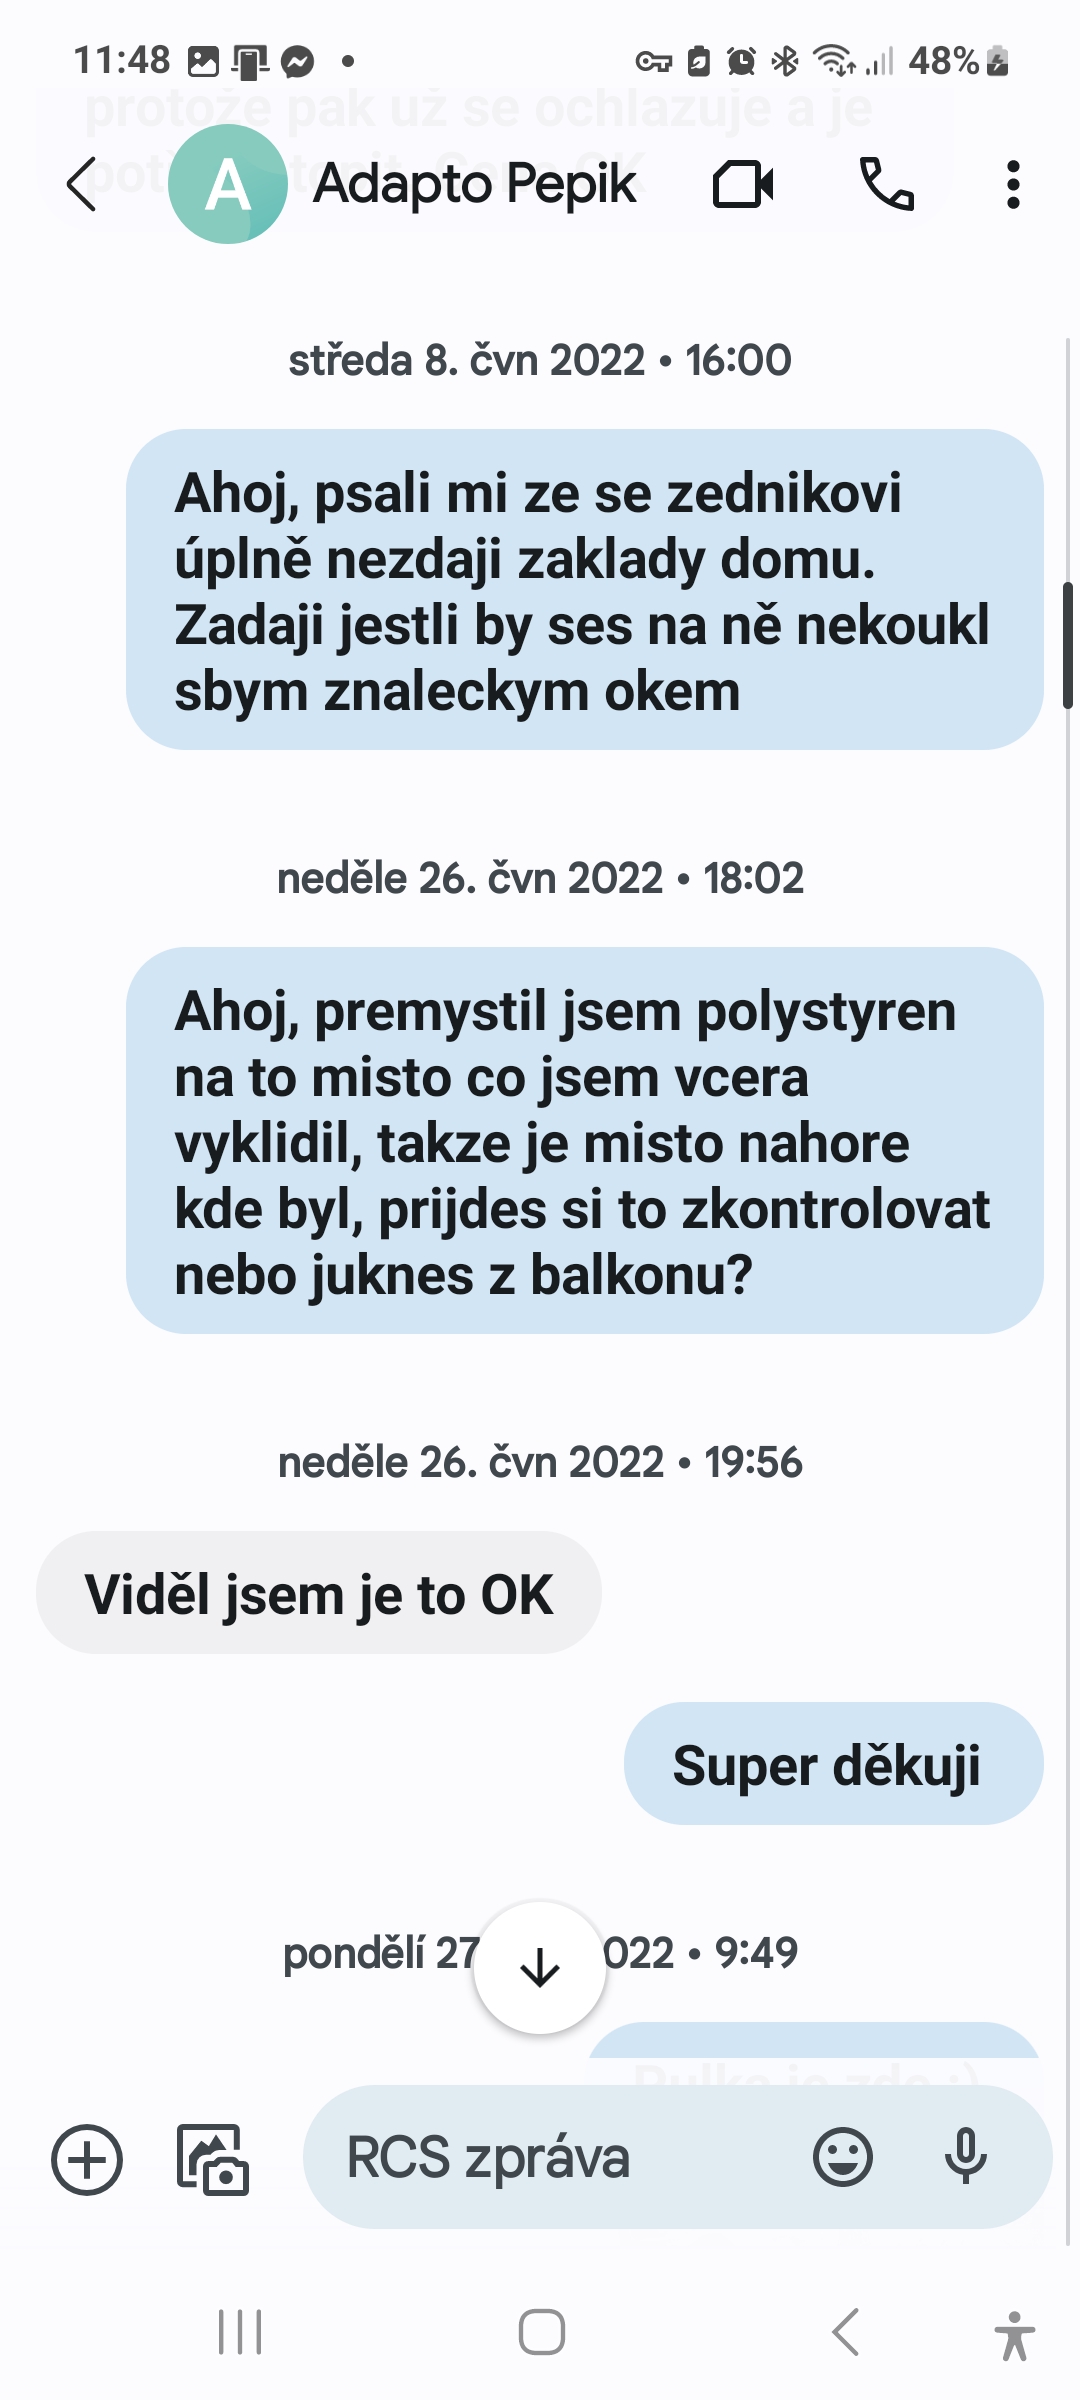 11:48
48%
protože pak už se ochlazuje a je
A
Adapto Pepik
středa 8. čvn 2022 • 16:00
Ahoj, psali mi ze se zednikovi
úplně nezdaji zaklady domu.
Zadaji jestli by ses na ně nekoukl
sbym znaleckym okem
neděle 26. čvn 2022 • 18:02
Ahoj, premystil jsem polystyren
na to misto co jsem vcera
vyklidil, takze je misto nahore
kde byl, prijdes si to zkontrolovat
nebo juknes z balkonu?
neděle 26. čvn 2022 • 19:56
Viděl jsem je to OK
Super děkuji
pondělí 27 022 • 9:49
RCS zpráva